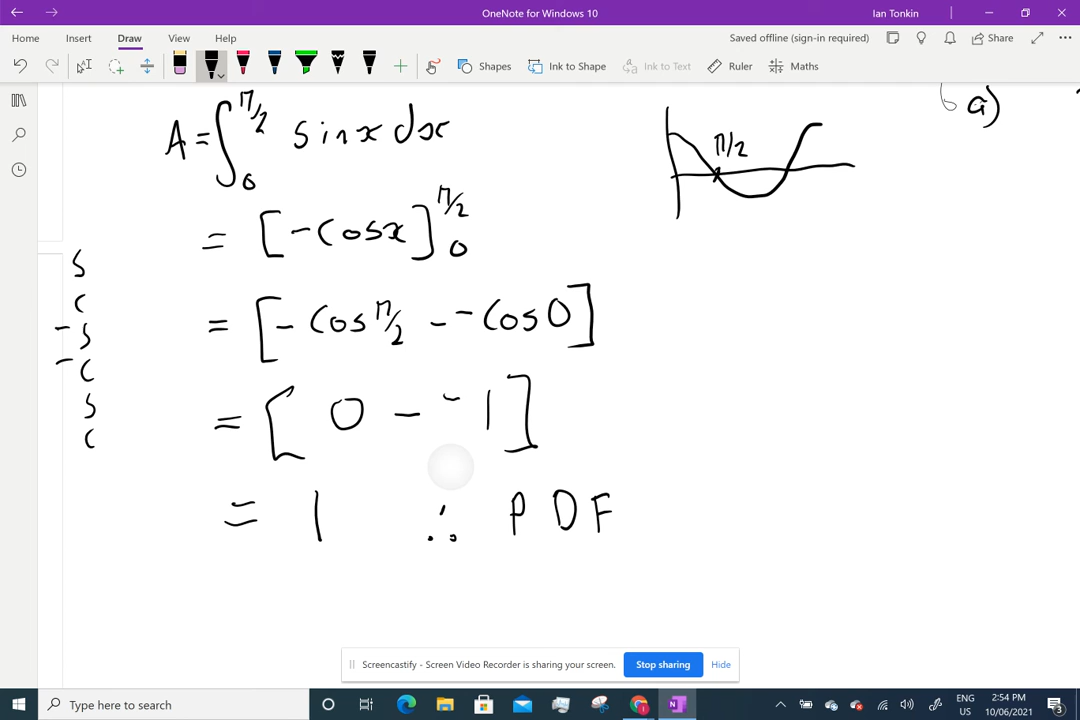 OneNote for Windows 10
Ian Tonkin
Home Insert Draw View Help
Saved offline (sign-in required)
Share
Shapes
Ink to Shape
Ink to Text
Ruler
Maths
a)
A = ∫₀^π/2 sin x dx
π/2
= [-cos x]₀^π/2
= [-Cos π/2 - -Cos 0]
= [0 - -1]
= 1 ∴ PDF
S
C
-S
-C
S
C
Screencastify - Screen Video Recorder is sharing your screen.
Stop sharing
Hide
Type here to search
ENG
US
2:54 PM
10/06/2021
3